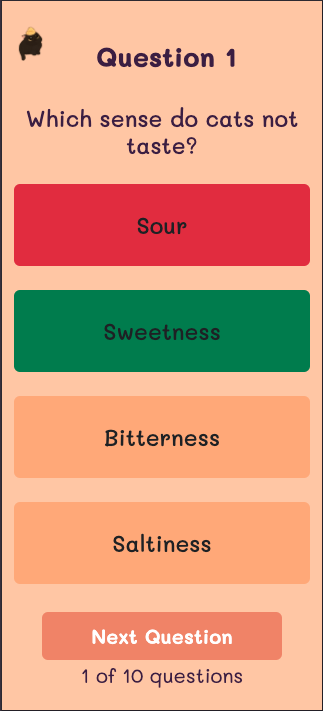 Question 1
Which sense do cats not
taste?
Sour
Sweetness
Bitterness
Saltiness
Next Question
1 of 10 questions